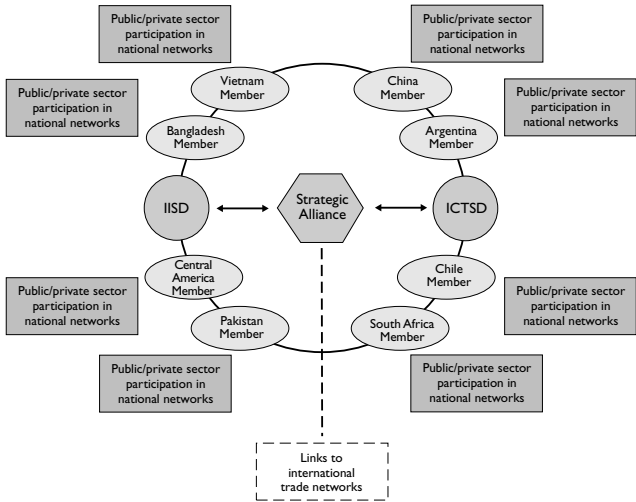 Public/private sector
participation in
national networks
Public/private sector
participation in
national networks
Vietnam
Member
China
Member
Public/private sector
participation in
national networks
Public/private sector
participation in
national networks
Bangladesh
Member
Argentina
Member
IISD
Strategic
Alliance
ICTSD
Central
America
Member
Chile
Member
Public/private sector
participation in
national networks
Public/private sector
participation in
national networks
Pakistan
Member
South Africa
Member
Public/private sector
participation in
national networks
Public/private sector
participation in
national networks
Links to
international
trade networks